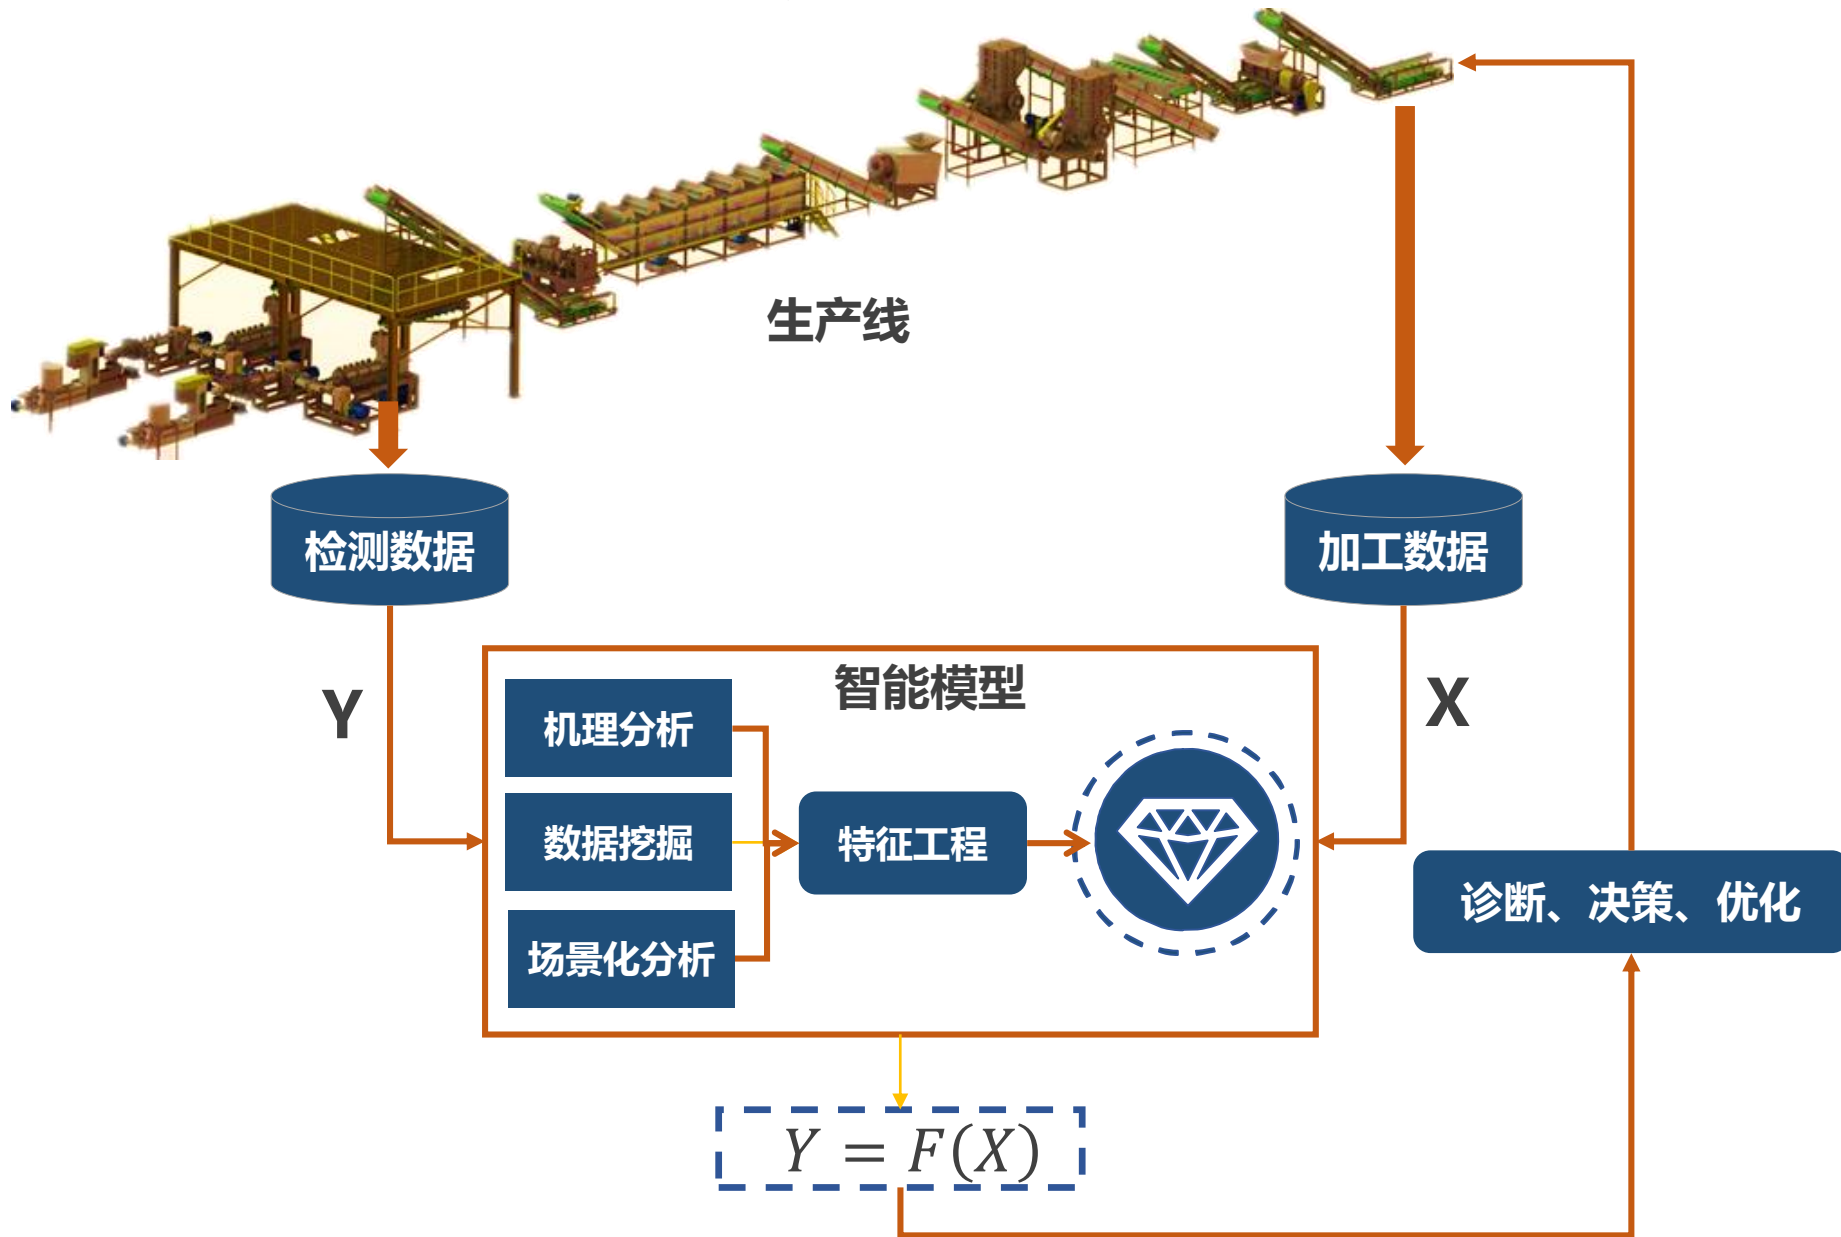 生产线
检测数据
加工数据
智能模型
Y
X
机理分析
数据挖掘
特征工程
场景化分析
诊断、决策、优化
Y = F(X)